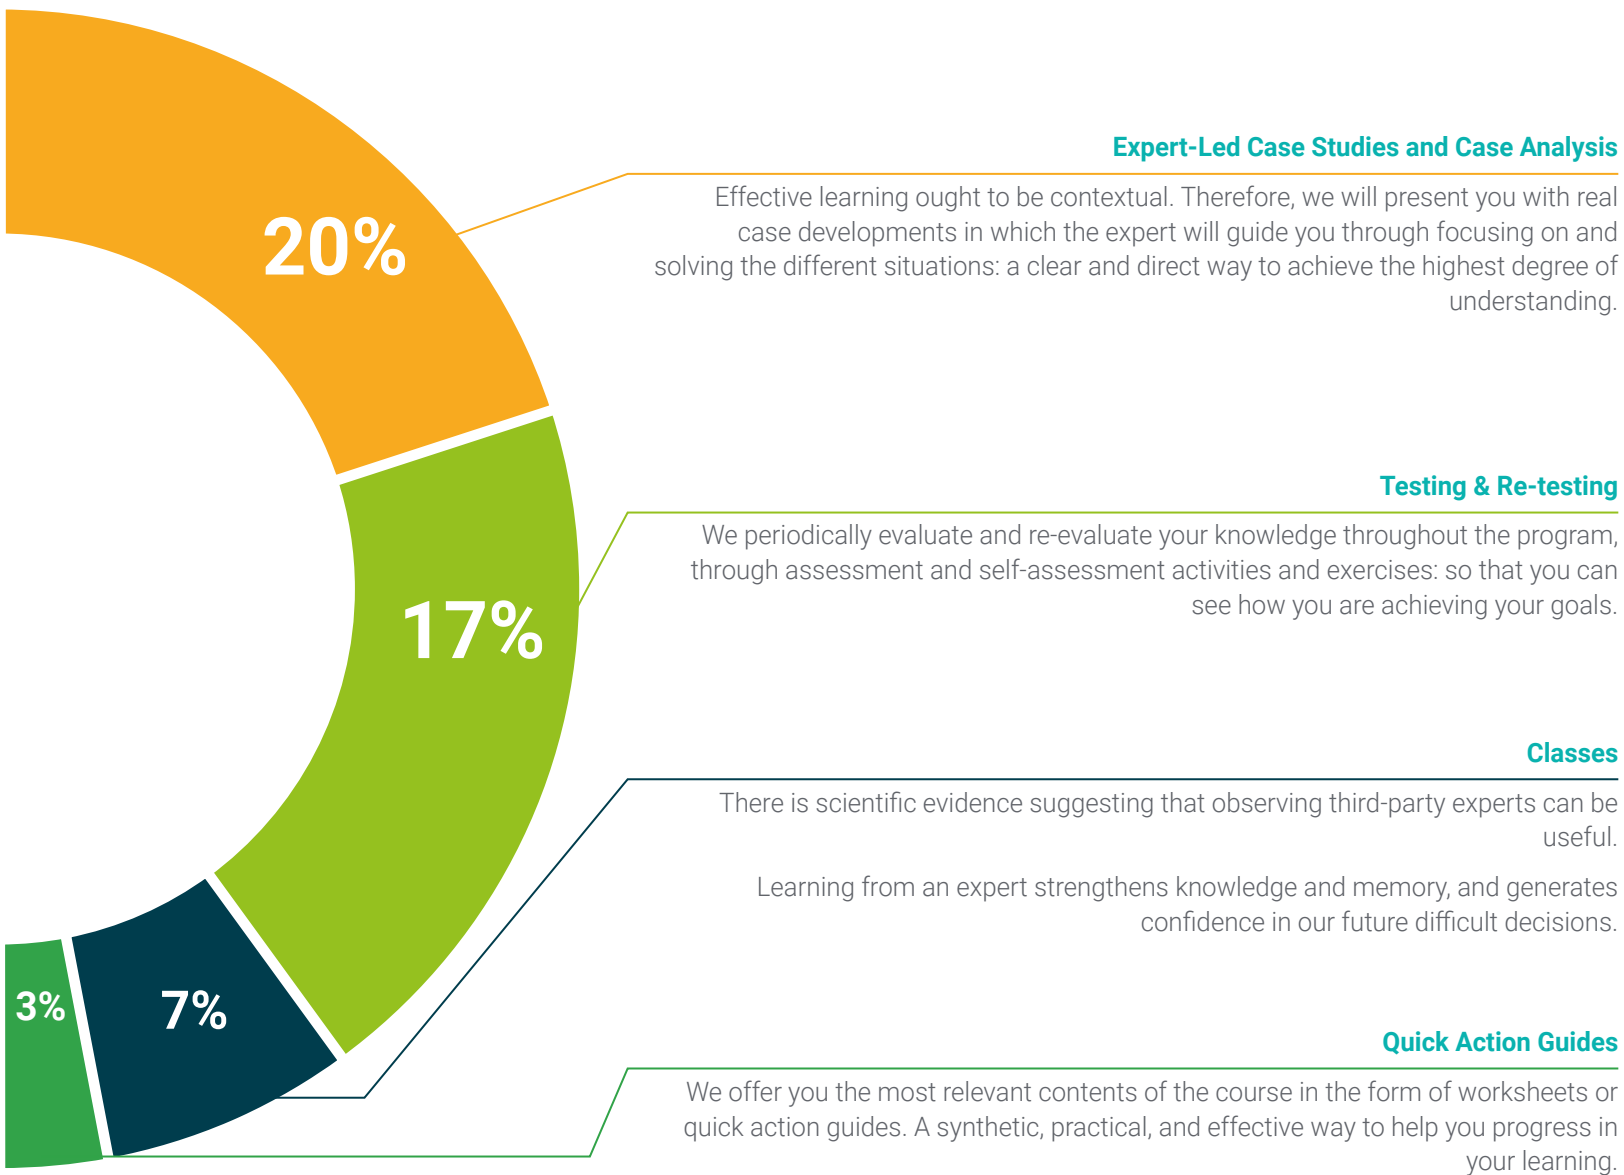 20%
Expert-Led Case Studies and Case Analysis
Effective learning ought to be contextual. Therefore, we will present you with real
case developments in which the expert will guide you through focusing on and
solving the different situations: a clear and direct way to achieve the highest degree of
understanding.
17%
Testing & Re-testing
We periodically evaluate and re-evaluate your knowledge throughout the program,
through assessment and self-assessment activities and exercises: so that you can
see how you are achieving your goals.
7%
Classes
There is scientific evidence suggesting that observing third-party experts can be
useful.
Learning from an expert strengthens knowledge and memory, and generates
confidence in our future difficult decisions.
3%
Quick Action Guides
We offer you the most relevant contents of the course in the form of worksheets or
quick action guides. A synthetic, practical, and effective way to help you progress in
your learning.